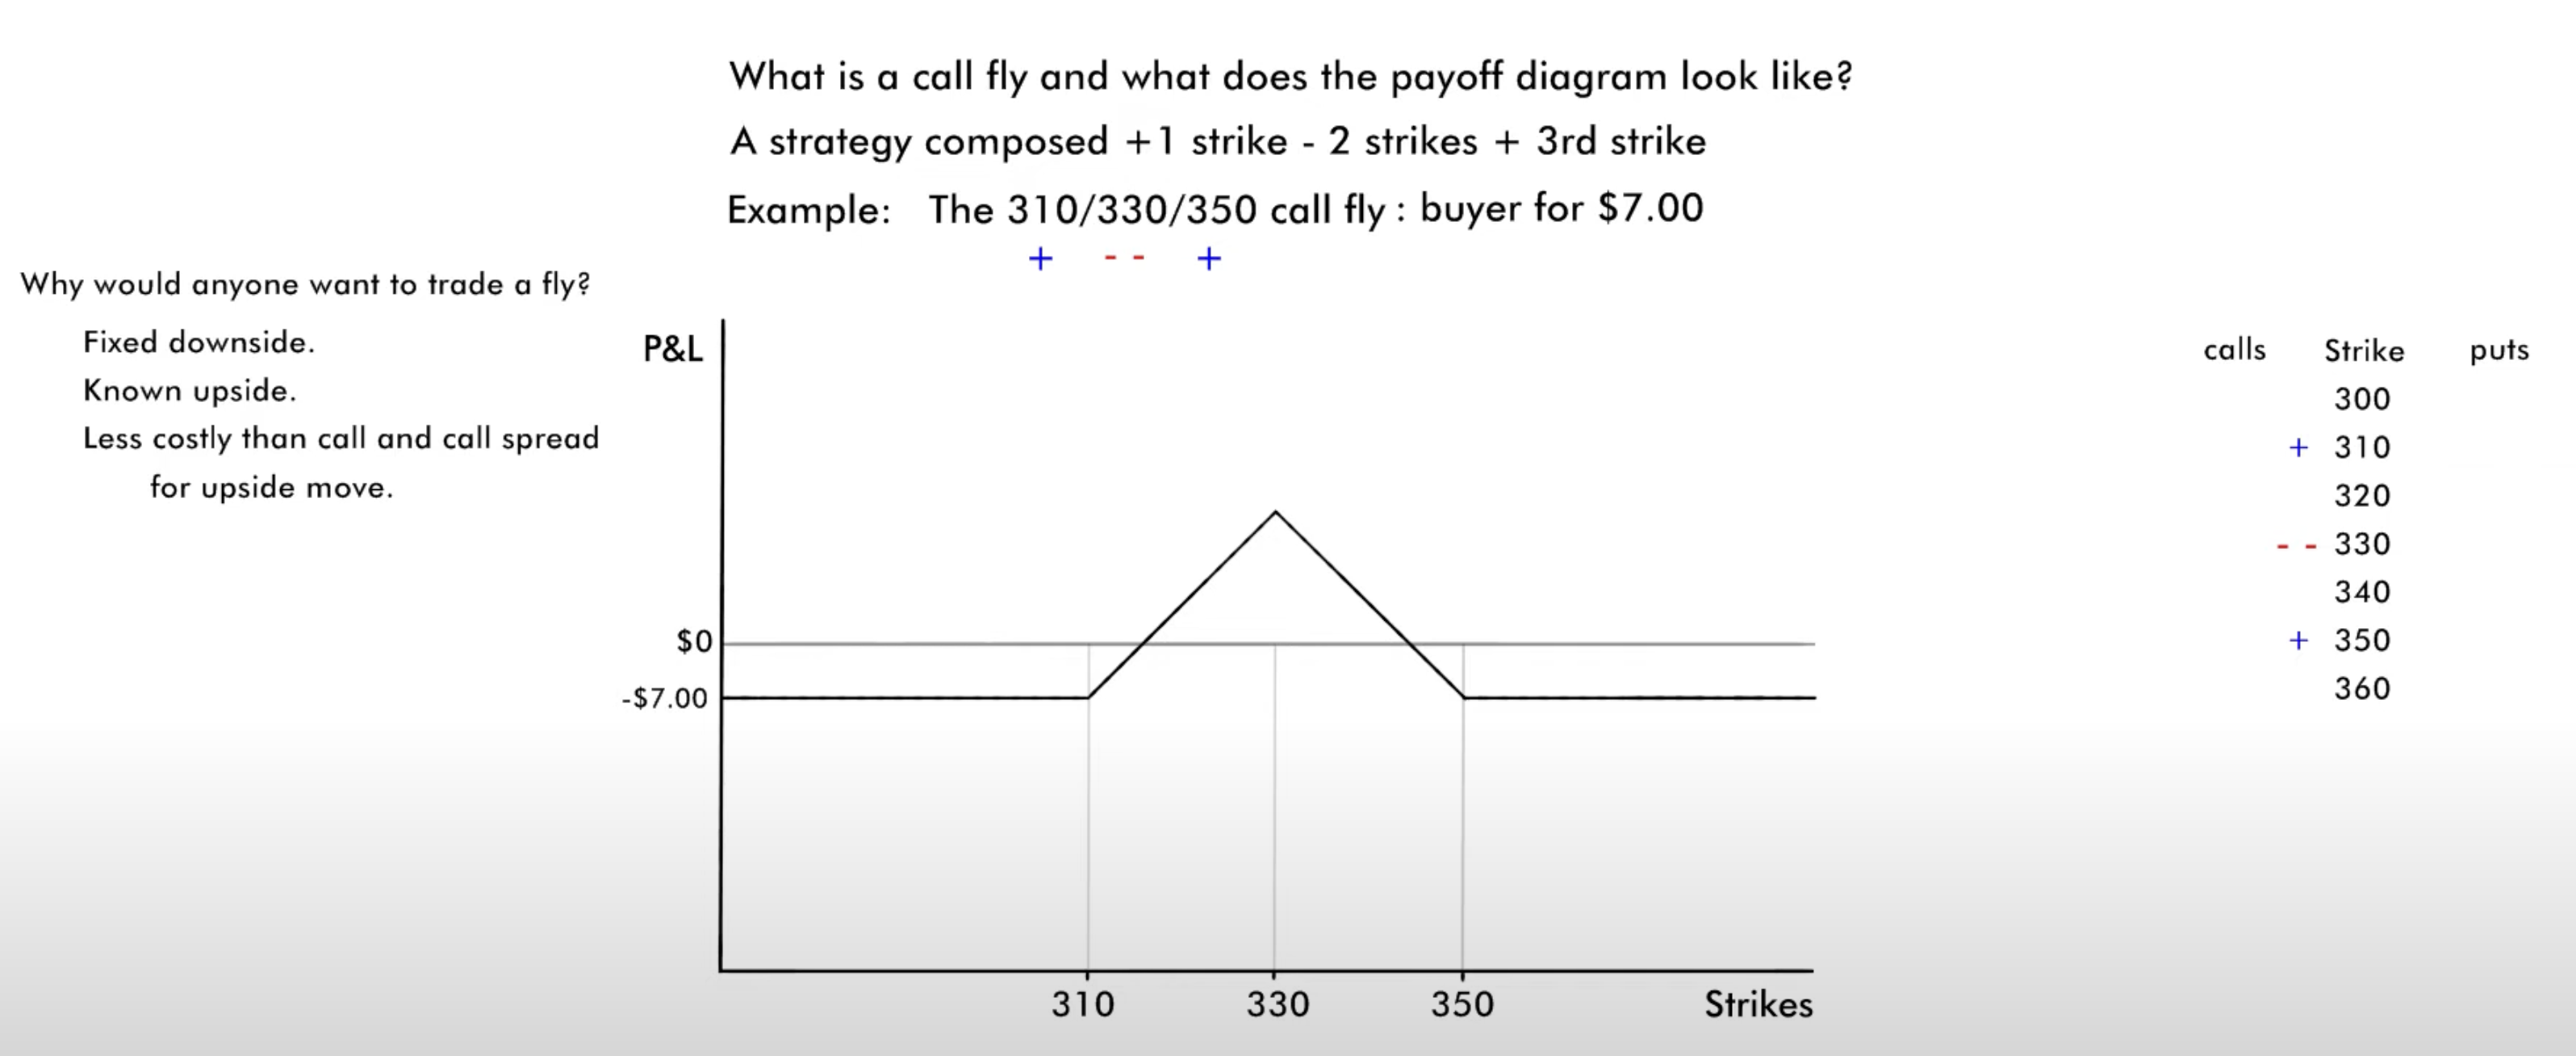 What is a call fly and what does the payoff diagram look like?
A strategy composed +1 strike - 2 strikes + 3rd strike
Example: The 310/330/350 call fly : buyer for $7.00
+ - - +
Why would anyone want to trade a fly?
Fixed downside.
Known upside.
Less costly than call and call spread
for upside move.
P&L
$0
-$7.00
310 330 350 Strikes
calls Strike puts
300
+ 310
320
- - 330
340
+ 350
360